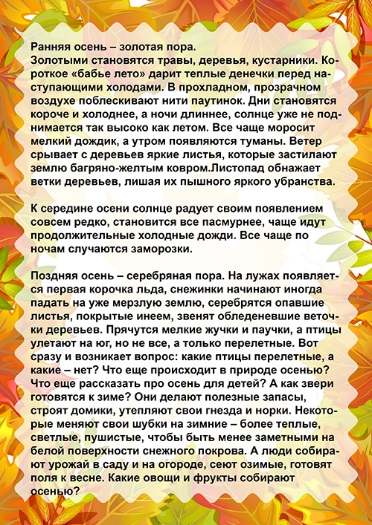 Ранняя осень – золотая пора.
Золотыми становятся травы, деревья, кустарники. Ко-
роткое «бабье лето» дарит теплые денечки перед на-
ступающими холодами. В прохладном, прозрачном
воздухе поблескивают нити паутинок. Дни становятся
короче и холоднее, а ночи длиннее, солнце уже не под-
нимается так высоко как летом. Все чаще моросит
мелкий дождик, а утром появляются туманы. Ветер
срывает с деревьев яркие листья, которые застилают
землю багряно-желтым ковром.Листопад обнажает
ветки деревьев, лишая их пышного яркого убранства.
К середине осени солнце радует своим появлением
совсем редко, становится все пасмурнее, чаще идут
продолжительные холодные дожди. Все чаще по
ночам случаются заморозки.
Поздняя осень – серебряная пора. На лужах появляет-
ся первая корочка льда, снежинки начинают иногда
падать на уже мерзлую землю, серебрятся опавшие
листья, покрытые инеем, звенят обледеневшие веточ-
ки деревьев. Прячутся мелкие жучки и паучки, а птицы
улетают на юг, но не все, а только перелетные. Вот
сразу и возникает вопрос: какие птицы перелетные, а
какие – нет? Что еще происходит в природе осенью?
Что еще рассказать про осень для детей? А как звери
готовятся к зиме? Они делают полезные запасы,
строят домики, утепляют свои гнезда и норки. Некото-
рые меняют свои шубки на зимние – более теплые,
светлые, пушистые, чтобы быть менее заметными на
белой поверхности снежного покрова. А люди собира-
ют урожай в саду и на огороде, сеют озимые, готовят
поля к весне. Какие овощи и фрукты собирают
осенью?